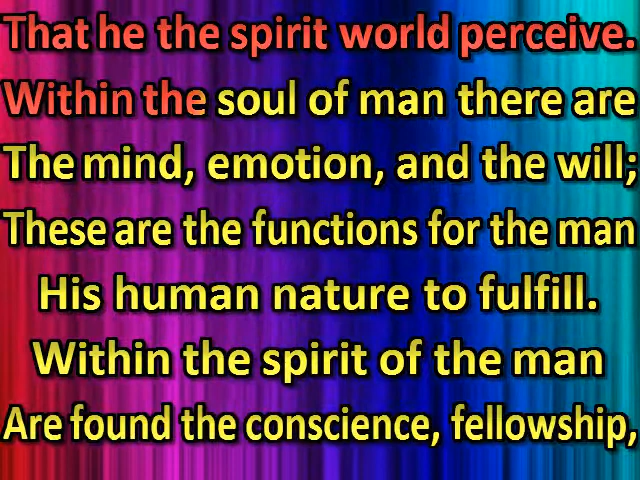 That he the spirit world perceive.
Within the soul of man there are
The mind, emotion, and the will;
These are the functions for the man
His human nature to fulfill.
Within the spirit of the man
Are found the conscience, fellowship,